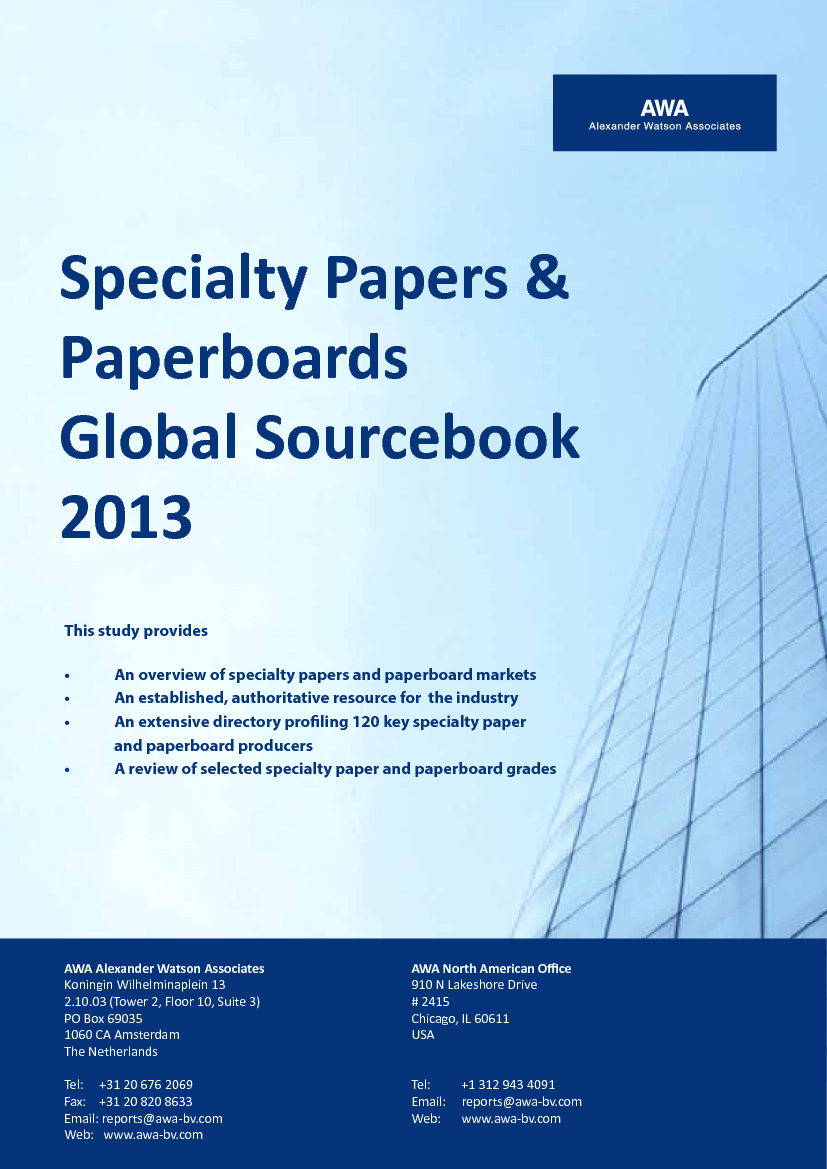 AWA
Alexander Watson Associates
Specialty Papers &
Paperboards
Global Sourcebook
2013
This study provides
• An overview of specialty papers and paperboard markets
• An established, authoritative resource for the industry
• An extensive directory profiling 120 key specialty paper
and paperboard producers
• A review of selected specialty paper and paperboard grades
AWA Alexander Watson Associates
Koningin Wilhelminaplein 13
2.10.03 (Tower 2, Floor 10, Suite 3)
PO Box 69035
1060 CA Amsterdam
The Netherlands
Tel: +31 20 676 2069
Fax: +31 20 820 8633
Email: reports@awa-bv.com
Web: www.awa-bv.com
AWA North American Office
910 N Lakeshore Drive
# 2415
Chicago, IL 60611
USA
Tel: +1 312 943 4091
Email: reports@awa-bv.com
Web: www.awa-bv.com